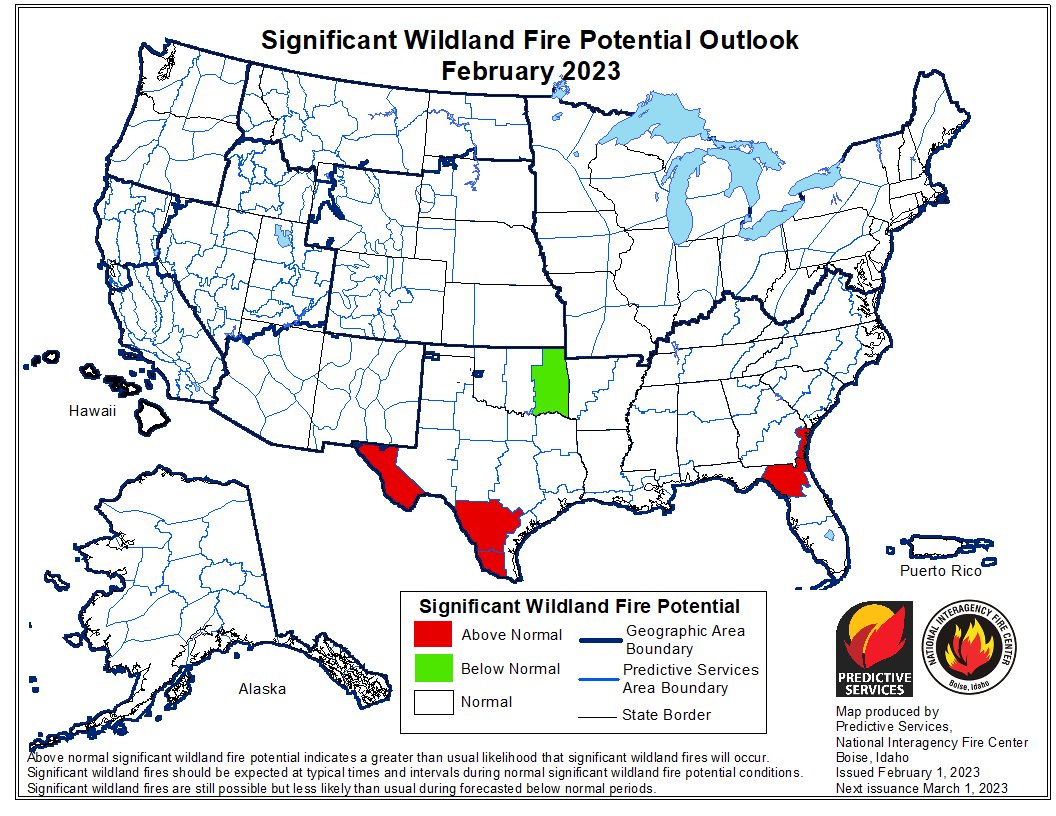 Significant Wildland Fire Potential Outlook
February 2023
Hawaii
Alaska
Puerto Rico
Significant Wildland Fire Potential
Above Normal
Below Normal
Normal
Geographic Area
Boundary
Predictive Services
Area Boundary
State Border
PREDICTIVE
SERVICES
NATIONAL INTERAGENCY FIRE CENTER
Boise, Idaho
Map produced by
Predictive Services,
National Interagency Fire Center
Boise, Idaho
Issued February 1, 2023
Next issuance March 1, 2023
Above normal significant wildland fire potential indicates a greater than usual likelihood that significant wildland fires will occur.
Significant wildland fires should be expected at typical times and intervals during normal significant wildland fire potential conditions.
Significant wildland fires are still possible but less likely than usual during forecasted below normal periods.